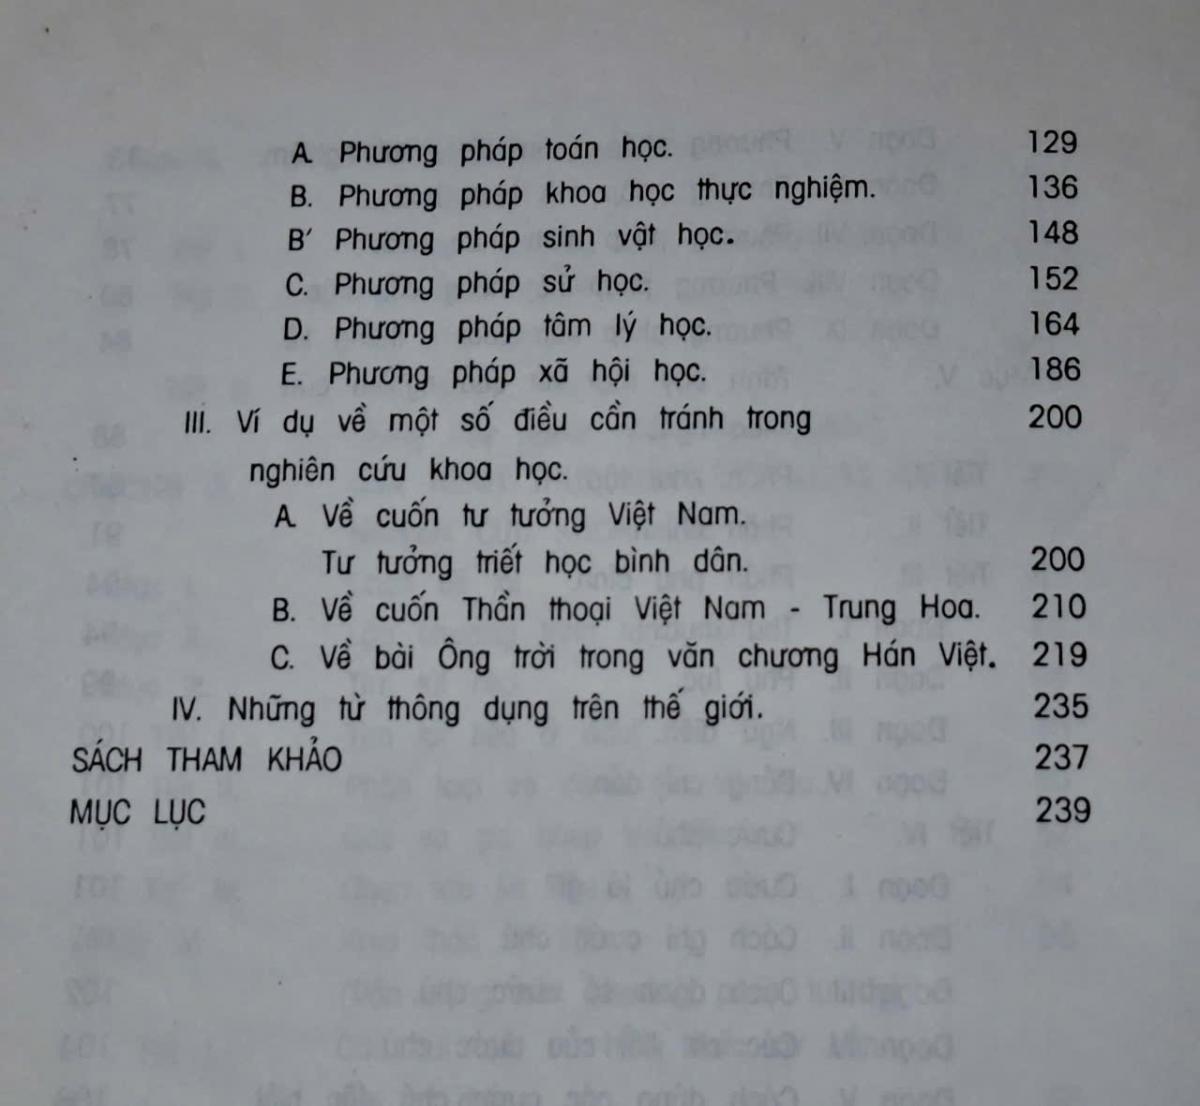 A Phương pháp toán học. 129
B. Phương pháp khoa học thực nghiệm. 136
B' Phương pháp sinh vật học. 148
C. Phương pháp sử học. 152
D. Phương pháp tâm lý học. 164
E. Phương pháp xã hội học. 186
III. Ví dụ về một số điều cần tránh trong 200
nghiên cứu khoa học.
A Về cuốn tư tưởng Việt Nam.
Tư tưởng triết học bình dân. 200
B. Về cuốn Thần thoại Việt Nam - Trung Hoa. 210
C. Về bài Ông trời trong văn chương Hán Việt. 219
IV. Những từ thông dụng trên thế giới. 235
SÁCH THAM KHẢO 237
MỤC LỤC 239